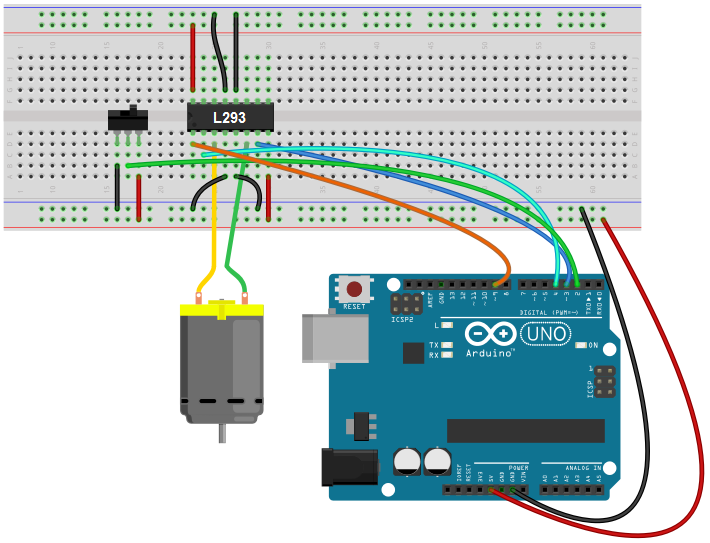 L293
RESET
ICSP2
AREF
GND
13
12
~11
~10
~9
8
7
~6
~5
4
~3
2
TX▶1
RX◀0
DIGITAL (PWM=~)
L
TX
RX
Arduino™
UNO
ON
ICSP
1
IOREF
RESET
3V3
5V
GND
GND
VIN
POWER
ANALOG IN
A0
A1
A2
A3
A4
A5